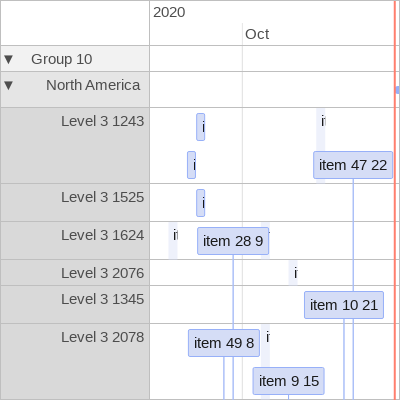 2020
Oct
▼ Group 10
▼ North America
Level 3 1243
item 47 22
Level 3 1525
Level 3 1624
item 28 9
Level 3 2076
Level 3 1345
item 10 21
Level 3 2078
item 49 8
item 9 15